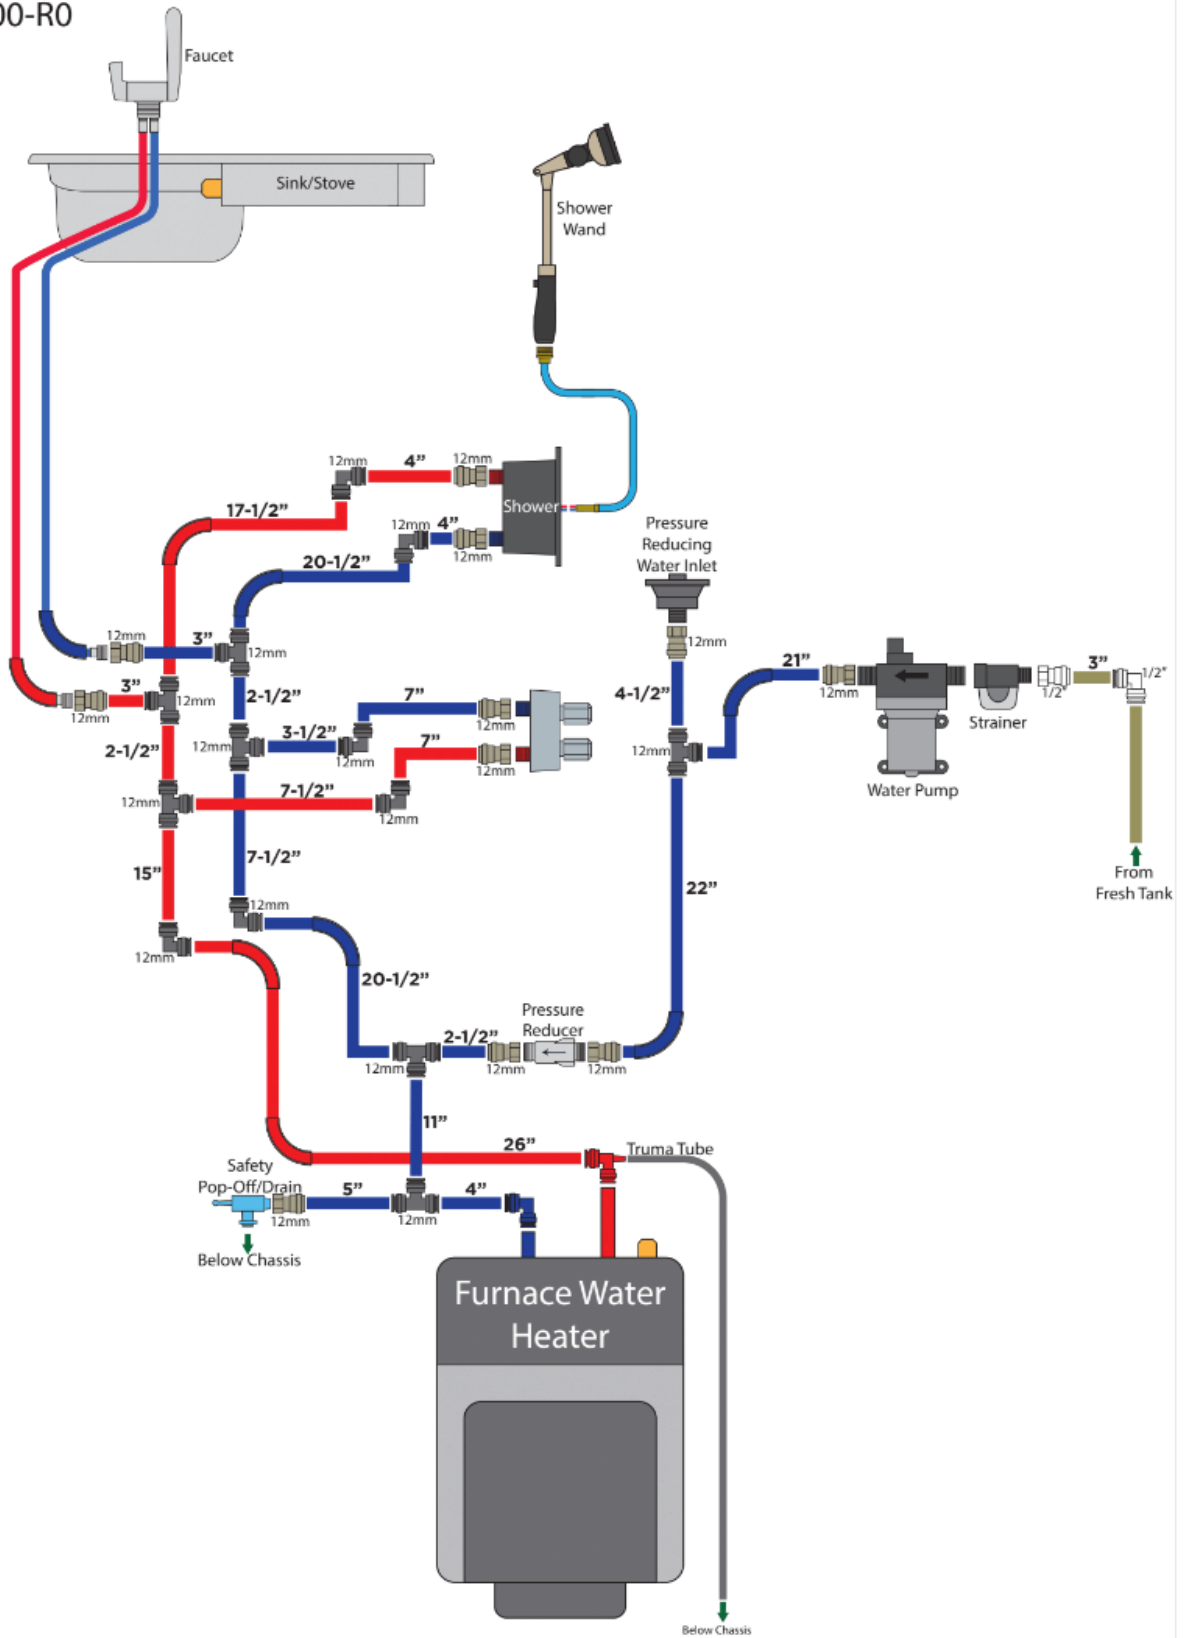 00-R0
Faucet
Sink/Stove
Shower
Wand
12mm
4”
12mm
17-1/2”
Shower
12mm
4”
12mm
20-1/2”
Pressure
Reducing
Water Inlet
12mm
12mm
3”
12mm
3”
12mm
12mm
2-1/2”
4-1/2”
21”
12mm
Strainer
1/2"
3”
1/2"
7”
12mm
3-1/2”
12mm
12mm
2-1/2”
7”
12mm
12mm
Water Pump
12mm
7-1/2”
12mm
7-1/2”
15”
From
Fresh Tank
22”
12mm
12mm
20-1/2”
Pressure
Reducer
2-1/2”
12mm
12mm
12mm
11”
26”
Truma Tube
Safety
Pop-Off/Drain
5”
4”
12mm
12mm
Below Chassis
Furnace Water
Heater
Below Chassis